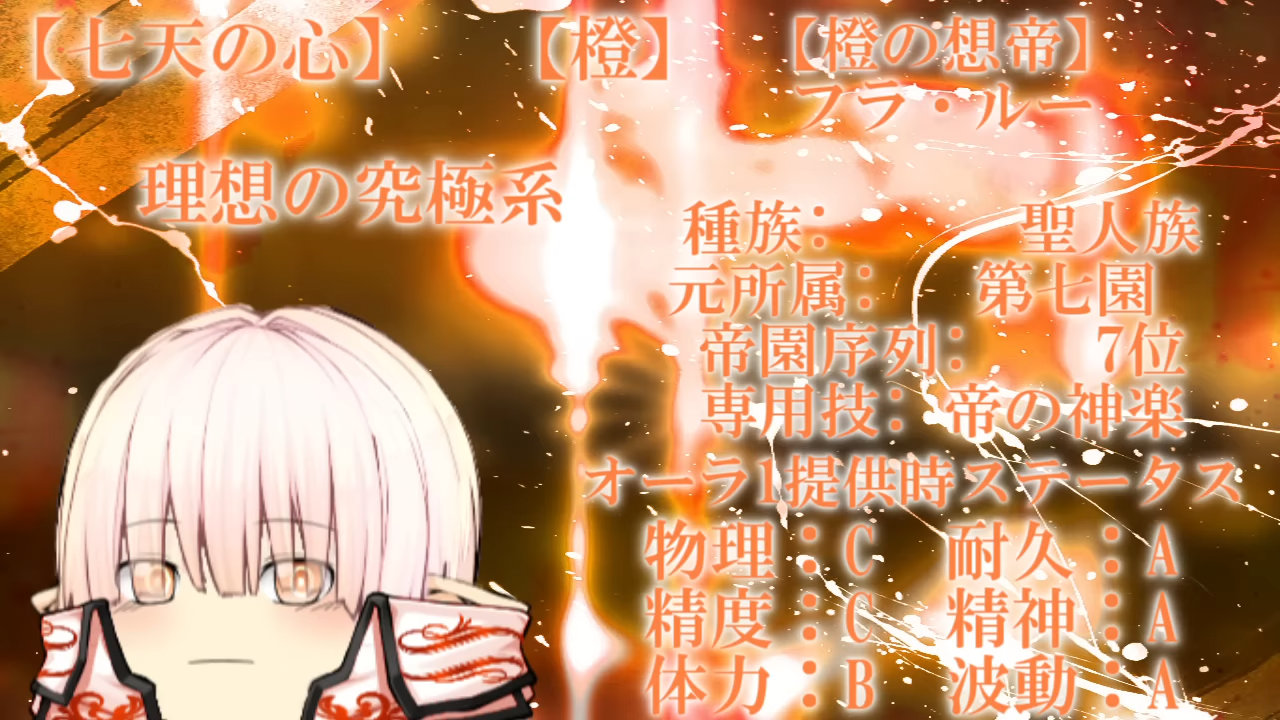 【七天の心】 【橙】 【橙の想帝】
フラ・ルー
理想の究極系
種族: 聖人族
元所属: 第七園
帝園序列: 7位
専用技: 帝の神楽
オーラ1提供時ステータス
物理:C 耐久:A
精度:C 精神:A
体力:B 波動:A